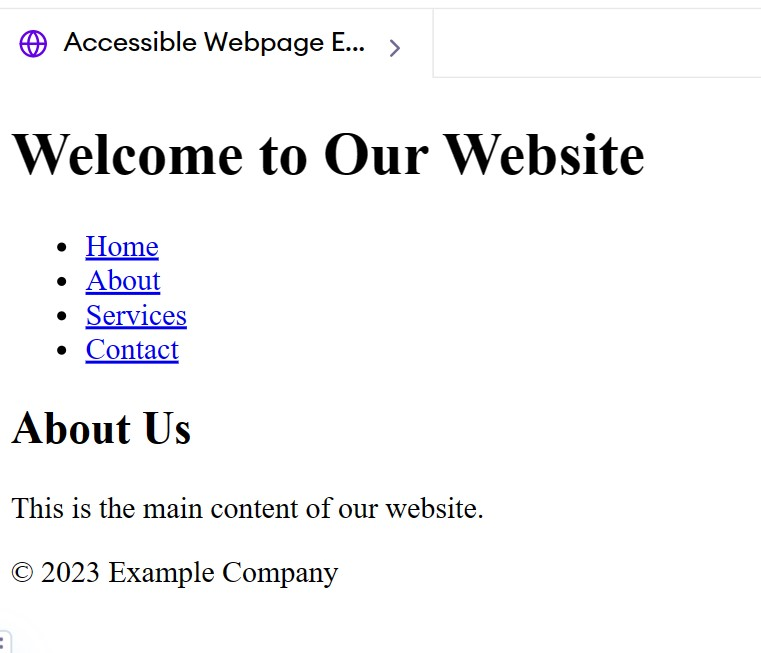 Accessible Webpage E...
Welcome to Our Website
Home
About
Services
Contact
About Us
This is the main content of our website.
© 2023 Example Company